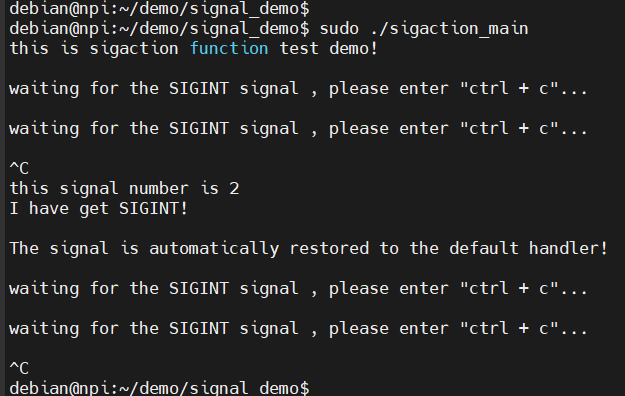 debian@npi:~/demo/signal_demo$
debian@npi:~/demo/signal_demo$ sudo ./sigaction_main
this is sigaction function test demo!
waiting for the SIGINT signal , please enter "ctrl + c"...
waiting for the SIGINT signal , please enter "ctrl + c"...
^C
this signal number is 2
I have get SIGINT!
The signal is automatically restored to the default handler!
waiting for the SIGINT signal , please enter "ctrl + c"...
waiting for the SIGINT signal , please enter "ctrl + c"...
^C
debian@npi:~/demo/signal_demo$